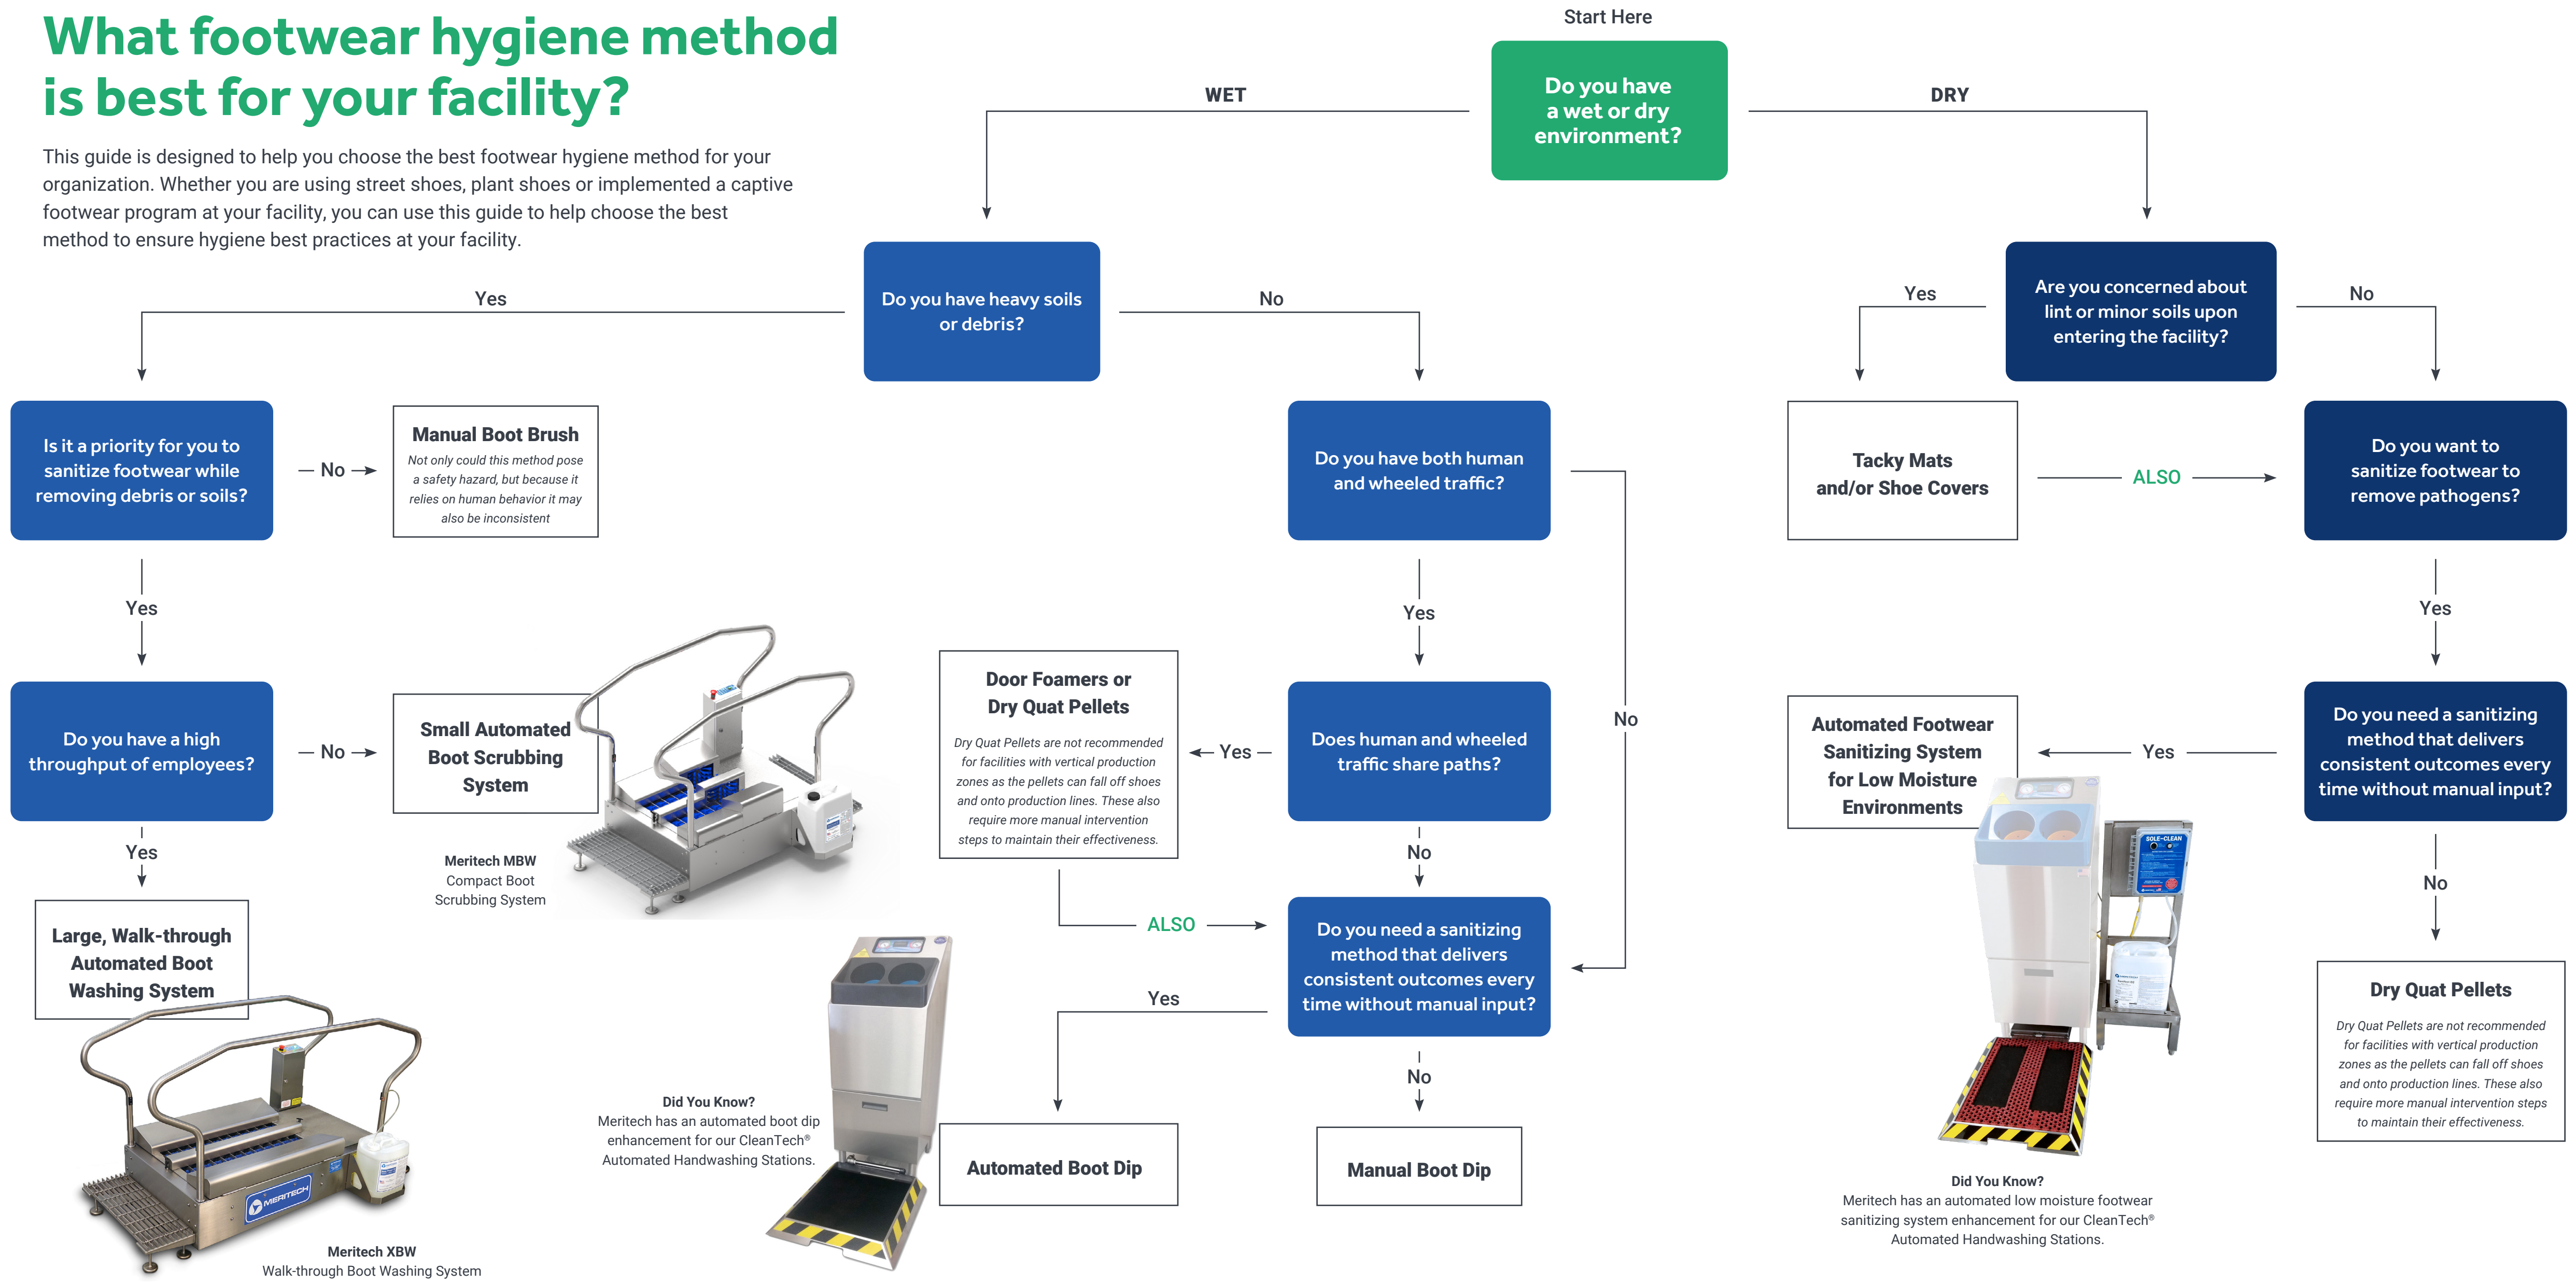 What footwear hygiene method
is best for your facility?
This guide is designed to help you choose the best footwear hygiene method for your
organization. Whether you are using street shoes, plant shoes or implemented a captive
footwear program at your facility, you can use this guide to help choose the best
method to ensure hygiene best practices at your facility.
Start Here
Do you have
a wet or dry
environment?
WET
DRY
Do you have heavy soils
or debris?
Yes
No
Is it a priority for you to
sanitize footwear while
removing debris or soils?
No
Manual Boot Brush
Not only could this method pose
a safety hazard, but because it
relies on human behavior it may
also be inconsistent
Yes
Do you have a high
throughput of employees?
No
Small Automated
Boot Scrubbing
System
Meritech MBW
Compact Boot
Scrubbing System
Yes
Large, Walk-through
Automated Boot
Washing System
MERITECH
Meritech XBW
Walk-through Boot Washing System
Do you have both human
and wheeled traffic?
Yes
No
Does human and wheeled
traffic share paths?
Yes
Door Foamers or
Dry Quat Pellets
Dry Quat Pellets are not recommended
for facilities with vertical production
zones as the pellets can fall off shoes
and onto production lines. These also
require more manual intervention
steps to maintain their effectiveness.
No
ALSO
Do you need a sanitizing
method that delivers
consistent outcomes every
time without manual input?
Yes
No
Automated Boot Dip
Manual Boot Dip
Did You Know?
Meritech has an automated boot dip
enhancement for our CleanTech®
Automated Handwashing Stations.
Are you concerned about
lint or minor soils upon
entering the facility?
Yes
No
Tacky Mats
and/or Shoe Covers
ALSO
Do you want to
sanitize footwear to
remove pathogens?
Yes
Do you need a sanitizing
method that delivers
consistent outcomes every
time without manual input?
Yes
Automated Footwear
Sanitizing System
for Low Moisture
Environments
SOLE-CLEAN
No
Dry Quat Pellets
Dry Quat Pellets are not recommended
for facilities with vertical production
zones as the pellets can fall off shoes
and onto production lines. These also
require more manual intervention steps
to maintain their effectiveness.
Did You Know?
Meritech has an automated low moisture footwear
sanitizing system enhancement for our CleanTech®
Automated Handwashing Stations.